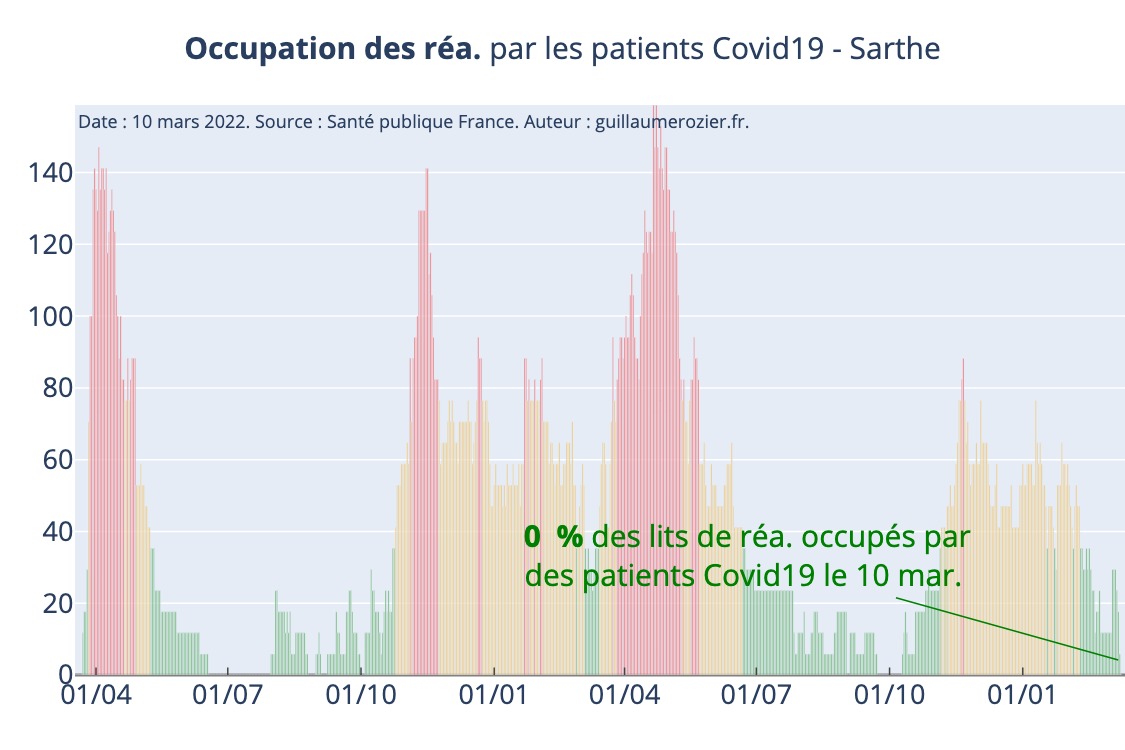 Occupation des réa. par les patients Covid19 - Sarthe
Date : 10 mars 2022. Source : Santé publique France. Auteur : guillaumerozier.fr.
140
120
100
80
60
40
20
0
0 % des lits de réa. occupés par
des patients Covid19 le 10 mar.
01/04 01/07 01/10 01/01 01/04 01/07 01/10 01/01